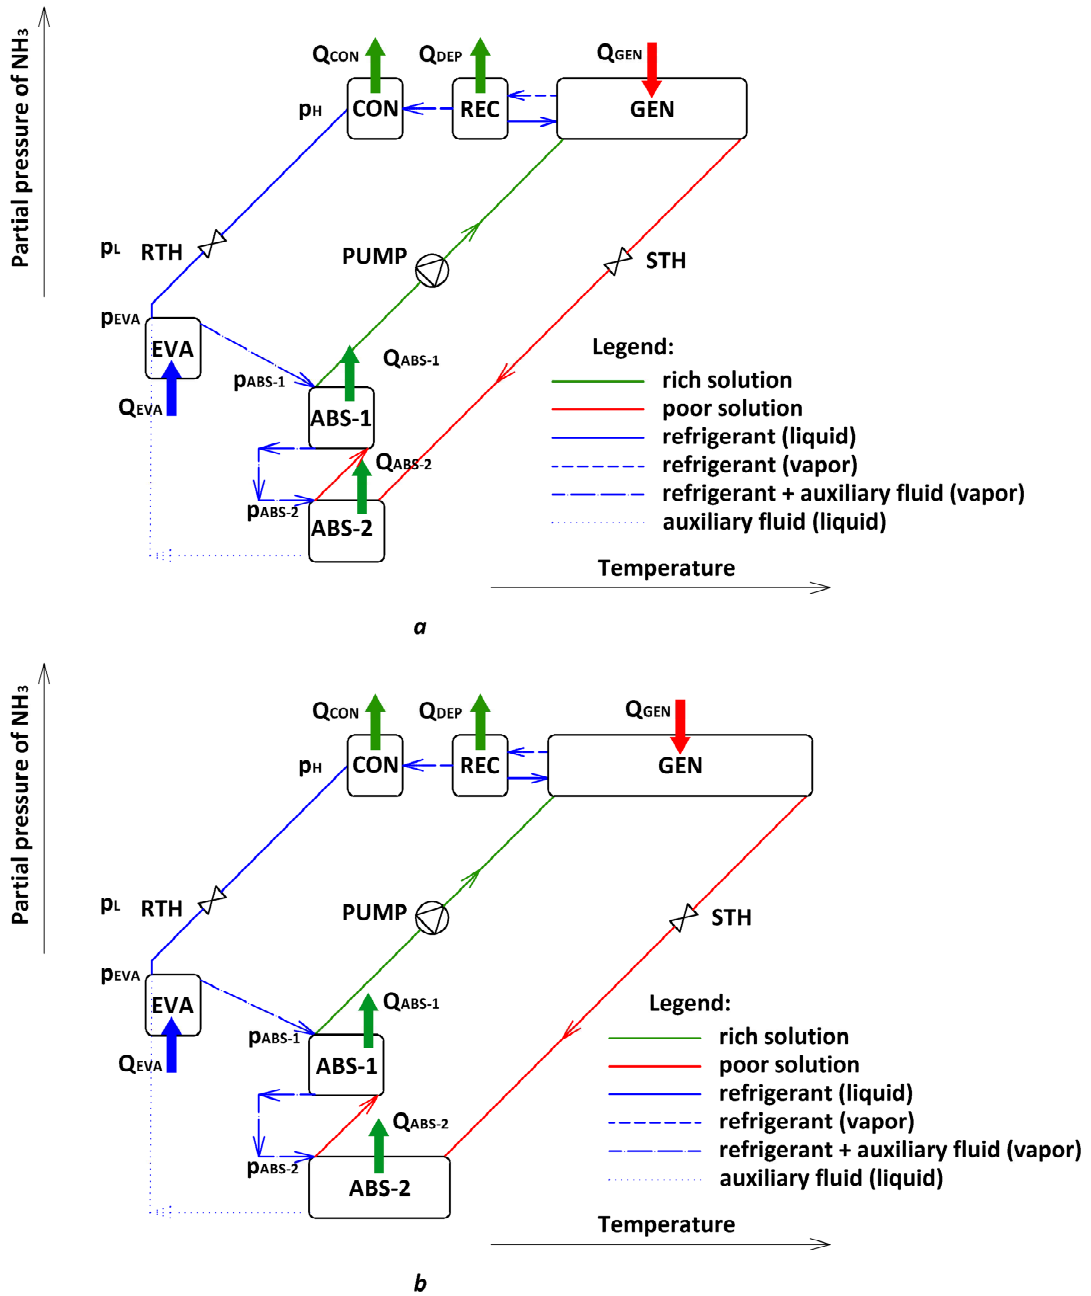 Partial pressure of NH₃
QCON QDEP QGEN
pH CON REC GEN
pL RTH PUMP STH
pEVA
EVA
QEVA
pABS-1 QABS-1
ABS-1
QABS-2
pABS-2
ABS-2
Legend:
rich solution
poor solution
refrigerant (liquid)
refrigerant (vapor)
refrigerant + auxiliary fluid (vapor)
auxiliary fluid (liquid)
Temperature
a
Partial pressure of NH₃
QCON QDEP QGEN
pH CON REC GEN
pL RTH PUMP STH
pEVA
EVA
QEVA
QABS-1
pABS-1
ABS-1
QABS-2
pABS-2
ABS-2
Legend:
rich solution
poor solution
refrigerant (liquid)
refrigerant (vapor)
refrigerant + auxiliary fluid (vapor)
auxiliary fluid (liquid)
Temperature
b